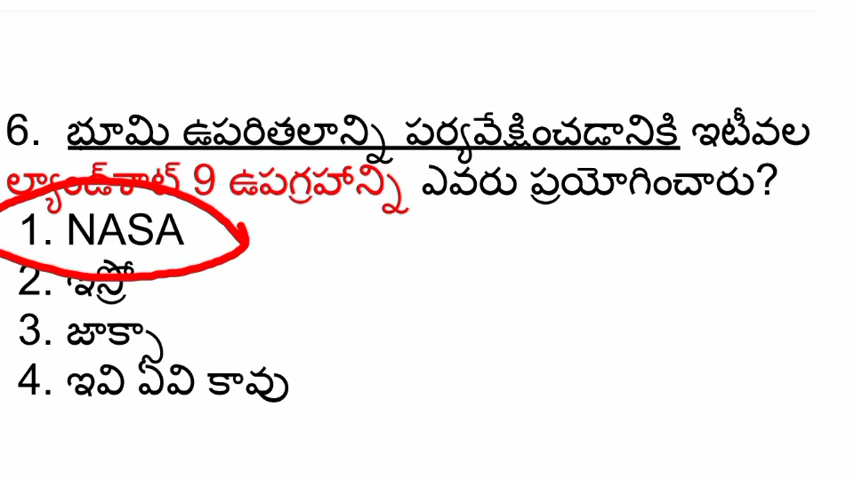 6. భూమి ఉపరితలాన్ని పర్యవేక్షించడానికి ఇటీవల
ల్యాండ్‌శాట్ 9 ఉపగ్రహాన్ని ఎవరు ప్రయోగించారు?
1. NASA
2. ఇస్రో
3. జాక్సా
4. ఇవి ఏవి కావు